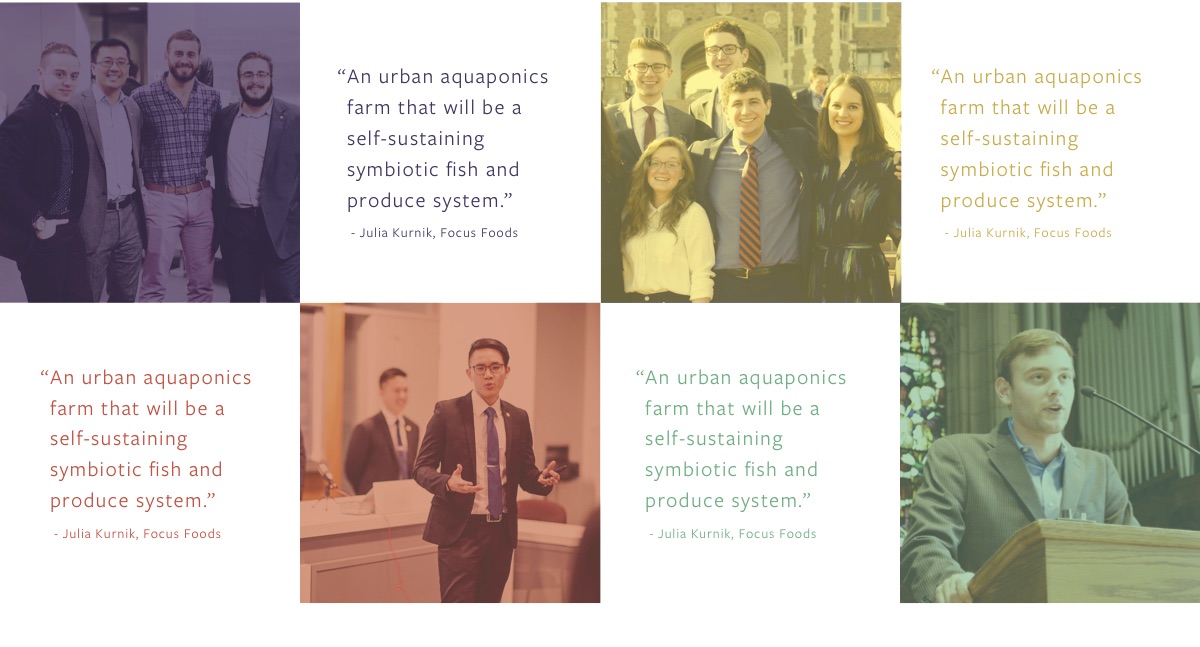 “An urban aquaponics
farm that will be a
self-sustaining
symbiotic fish and
produce system.”
- Julia Kurnik, Focus Foods
“An urban aquaponics
farm that will be a
self-sustaining
symbiotic fish and
produce system.”
- Julia Kurnik, Focus Foods
“An urban aquaponics
farm that will be a
self-sustaining
symbiotic fish and
produce system.”
- Julia Kurnik, Focus Foods
“An urban aquaponics
farm that will be a
self-sustaining
symbiotic fish and
produce system.”
- Julia Kurnik, Focus Foods